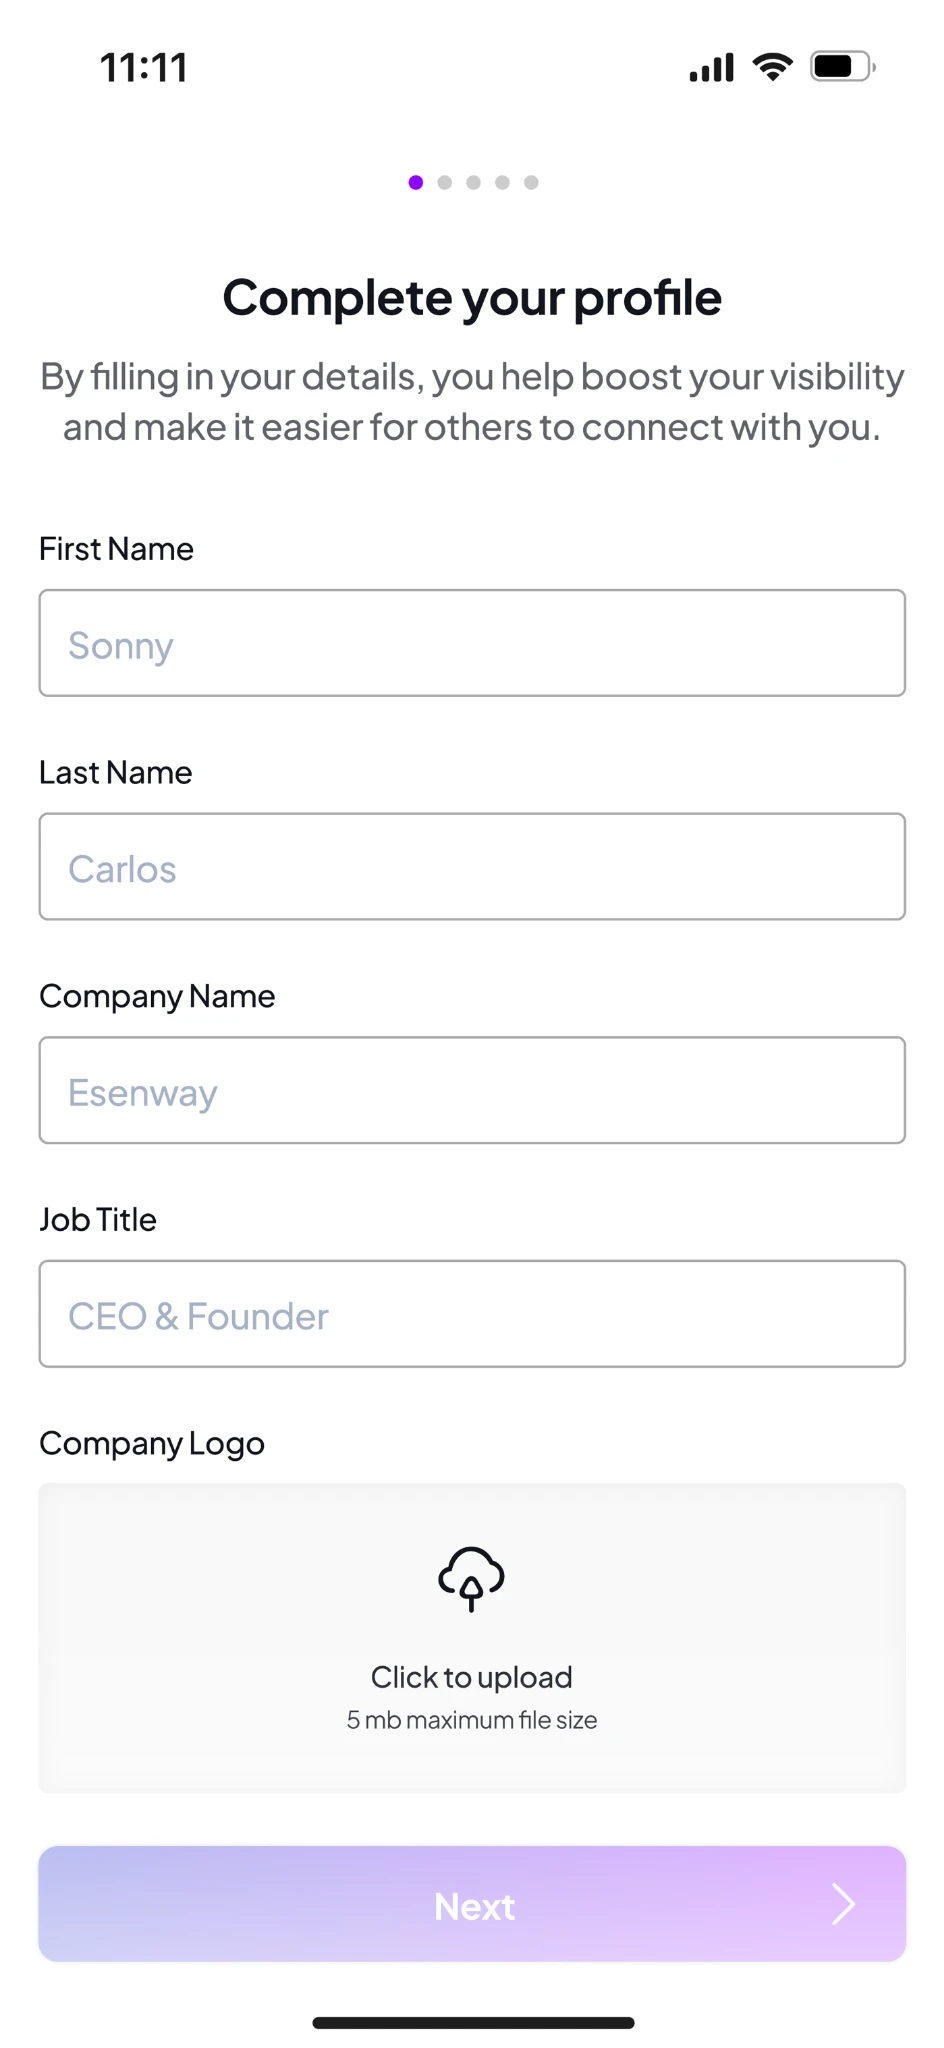 11:11
Complete your profile
By filling in your details, you help boost your visibility
and make it easier for others to connect with you.
First Name
Sonny
Last Name
Carlos
Company Name
Esenway
Job Title
CEO & Founder
Company Logo
Click to upload
5 mb maximum file size
Next